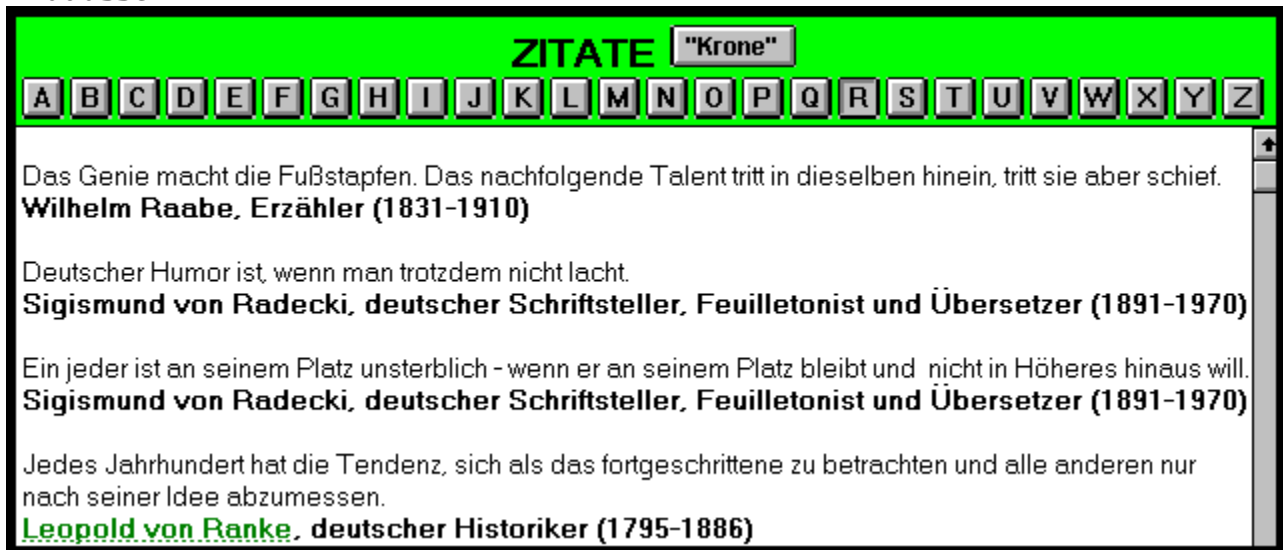 ZITATE "Krone"
A B C D E F G H I J K L M N O P Q R S T U V W X Y Z
Das Genie macht die Fußstapfen. Das nachfolgende Talent tritt in dieselben hinein, tritt sie aber schief.
Wilhelm Raabe, Erzähler (1831-1910)
Deutscher Humor ist, wenn man trotzdem nicht lacht.
Sigismund von Radecki, deutscher Schriftsteller, Feuilletonist und Übersetzer (1891-1970)
Ein jeder ist an seinem Platz unsterblich - wenn er an seinem Platz bleibt und nicht in Höheres hinaus will.
Sigismund von Radecki, deutscher Schriftsteller, Feuilletonist und Übersetzer (1891-1970)
Jedes Jahrhundert hat die Tendenz, sich als das fortgeschrittene zu betrachten und alle anderen nur
nach seiner Idee abzumessen.
Leopold von Ranke, deutscher Historiker (1795-1886)